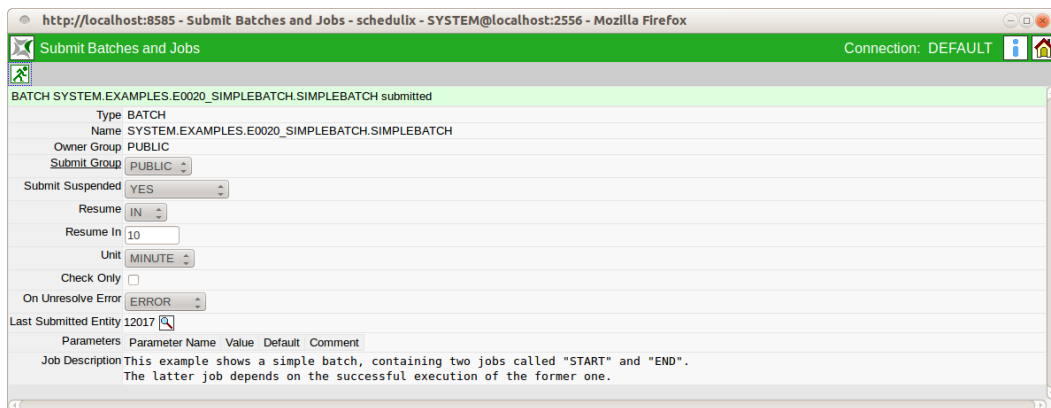 http://localhost:8585 - Submit Batches and Jobs - schedulix - SYSTEM@localhost:2556 - Mozilla Firefox
Submit Batches and Jobs Connection: DEFAULT
BATCH SYSTEM.EXAMPLES.E0020_SIMPLEBATCH.SIMPLEBATCH submitted
Type BATCH
Name SYSTEM.EXAMPLES.E0020_SIMPLEBATCH.SIMPLEBATCH
Owner Group PUBLIC
Submit Group PUBLIC
Submit Suspended YES
Resume IN
Resume In 10
Unit MINUTE
Check Only
On Unresolve Error ERROR
Last Submitted Entity 12017
Parameters Parameter Name Value Default Comment
Job Description This example shows a simple batch, containing two jobs called "START" and "END".
The latter job depends on the successful execution of the former one.